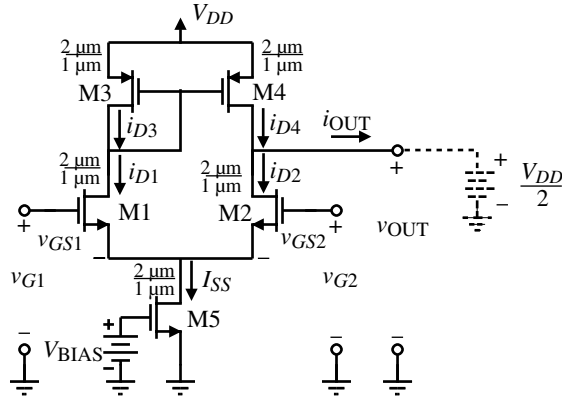 V_DD
2 μm
1 μm
2 μm
1 μm
M3
M4
i_D3
i_D4
i_OUT
2 μm
1 μm
i_D1
2 μm
1 μm
i_D2
+
+
V_DD
2
−
M1
M2
+
v_GS1
v_GS2
+
v_OUT
−
−
2 μm
1 μm
I_SS
v_G1
v_G2
M5
+
V_BIAS
−
−
−
−